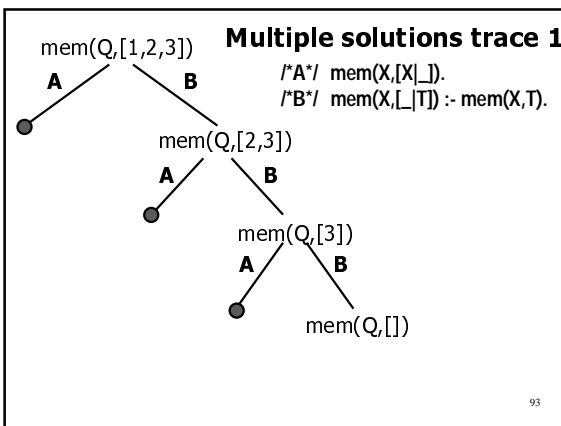 Multiple solutions trace 1
mem(Q,[1,2,3])
/*A*/ mem(X,[X|_]).
/*B*/ mem(X,[_|T]) :- mem(X,T).
A B
mem(Q,[2,3])
A B
mem(Q,[3])
A B
mem(Q,[])
93